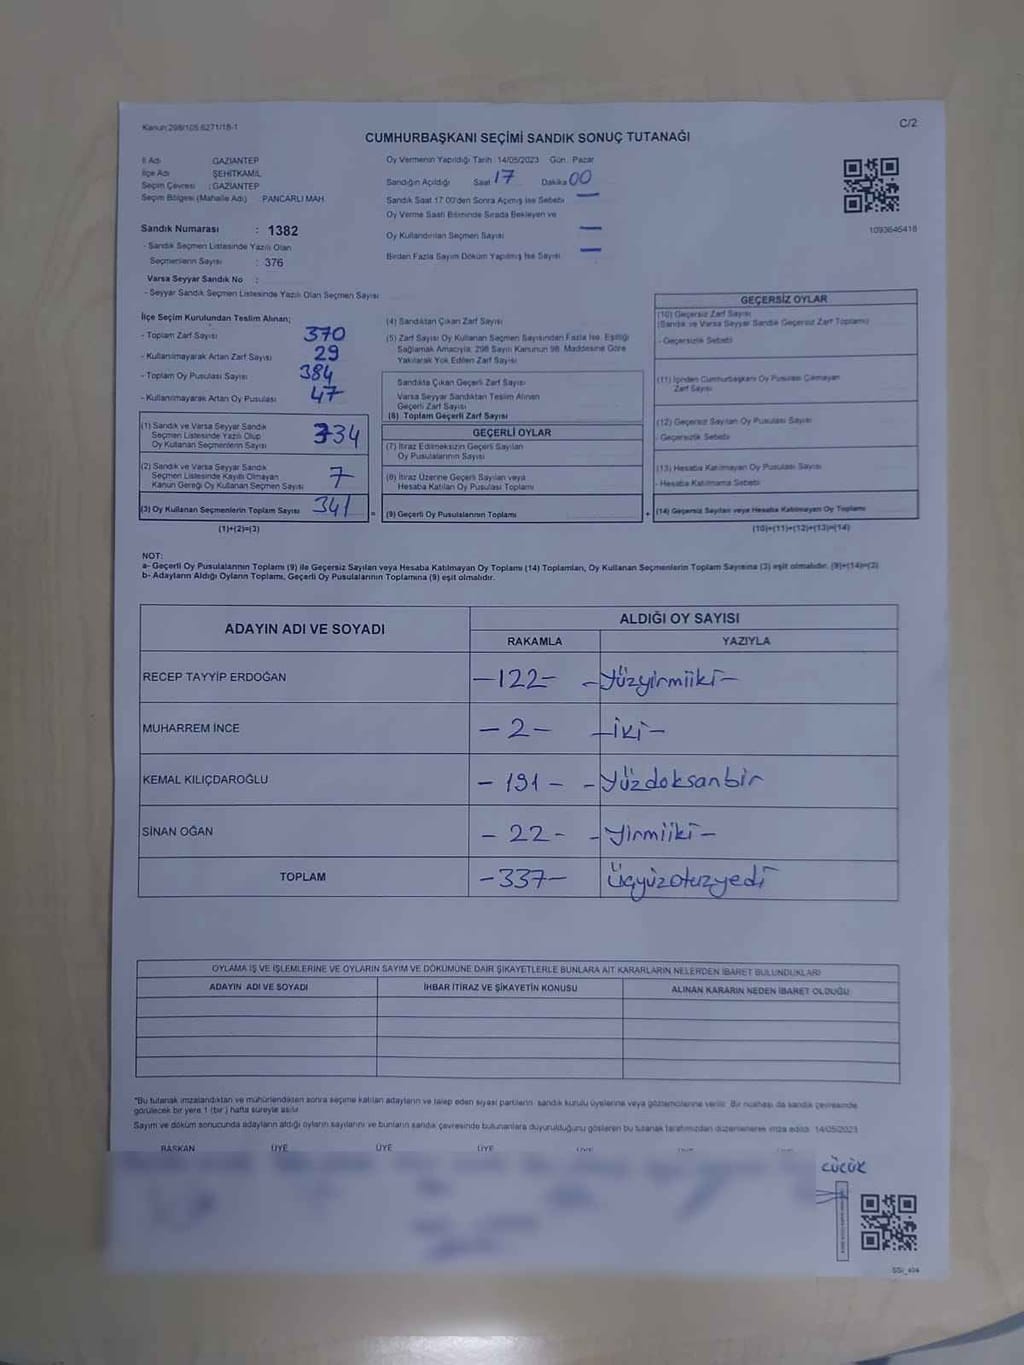 Kanun:298/105.6271/18-1
C/2
CUMHURBAŞKANI SEÇİMİ SANDIK SONUÇ TUTANAĞI
İl Adı GAZİANTEP
İlçe Adı ŞEHİTKAMİL
Seçim Çevresi :GAZİANTEP
Seçim Bölgesi (Mahalle Adı) PANCARLI MAH.
Oy Vermenin Yapıldığı Tarih 14/05/2023 Gün Pazar
Sandığın Açıldığı Saat 17 Dakika 00
Sandık Saat 17 00'den Sonra Açmış İse Sebebi —
Oy Verme Saati Bitiminde Sırada Bekleyen ve
Oy Kullandırılan Seçmen Sayısı —
Birden Fazla Sayım Döküm Yapılmış İse Sayısı —
1093645418
Sandık Numarası : 1382
- Sandık Seçmen Listesinde Yazılı Olan
Seçmenlerin Sayısı : 376
Varsa Seyyar Sandık No :
- Seyyar Sandık Seçmen Listesinde Yazılı Olan Seçmen Sayısı
İlçe Seçim Kurulundan Teslim Alınan;
- Toplam Zarf Sayısı 370
- Kullanılmayarak Artan Zarf Sayısı 29
- Toplam Oy Pusulası Sayısı 384
- Kullanılmayarak Artan Oy Pusulası 47
(1) Sandık ve Varsa Seyyar Sandık
Seçmen Listesinde Yazılı Olup
Oy Kullanan Seçmenlerin Sayısı 334
(2) Sandık ve Varsa Seyyar Sandık
Seçmen Listesinde Kayıtlı Olmayan
Kanun Gereği Oy Kullanan Seçmen Sayısı 7
(3) Oy Kullanan Seçmenlerin Toplam Sayısı 341
(1)+(2)=(3)
(4) Sandıktan Çıkan Zarf Sayısı
(5) Zarf Sayısı Oy Kullanan Seçmen Sayısından Fazla İse, Eşitliği
Sağlamak Amacıyla, 298 Sayılı Kanunun 98. Maddesine Göre
Yakılarak Yok Edilen Zarf Sayısı
Sandıkta Çıkan Geçerli Zarf Sayısı
Varsa Seyyar Sandıktan Teslim Alınan
Geçerli Zarf Sayısı
(6) Toplam Geçerli Zarf Sayısı
GEÇERLİ OYLAR
(7) İtiraz Edilmeksizin Geçerli Sayılan
Oy Pusulalarının Sayısı
(8) İtiraz Üzerine Geçerli Sayılan veya
Hesaba Katılan Oy Pusulası Toplamı
= (9) Geçerli Oy Pusulalarının Toplamı
GEÇERSİZ OYLAR
(10) Geçersiz Zarf Sayısı
(Sandık ve Varsa Seyyar Sandık Geçersiz Zarf Toplamı)
- Geçersizlik Sebebi
(11) İçinden Cumhurbaşkanı Oy Pusulası Çıkmayan
Zarf Sayısı
(12) Geçersiz Sayılan Oy Pusulası Sayısı
- Geçersizlik Sebebi
(13) Hesaba Katılmayan Oy Pusulası Sayısı
- Hesaba Katılmama Sebebi
+ (14) Geçersiz Sayılan veya Hesaba Katılmayan Oy Toplamı
(10)+(11)+(12)+(13)=(14)
NOT:
a- Geçerli Oy Pusulalarının Toplamı (9) ile Geçersiz Sayılan veya Hesaba Katılmayan Oy Toplamı (14) Toplamları, Oy Kullanan Seçmenlerin Toplam Sayısına (3) eşit olmalıdır. (9)+(14)=(3)
b- Adayların Aldığı Oyların Toplamı, Geçerli Oy Pusulalarının Toplamına (9) eşit olmalıdır.
ADAYIN ADI VE SOYADI ALDIĞI OY SAYISI
RAKAMLA YAZIYLA
RECEP TAYYİP ERDOĞAN -122- -Yüzyirmiiki-
MUHARREM İNCE -2- -iki-
KEMAL KILIÇDAROĞLU -191- -Yüzdoksanbir
SİNAN OĞAN -22- -Yirmiiki-
TOPLAM -337- Üçyüzotuzyedi
OYLAMA İŞ VE İŞLEMLERİNE VE OYLARIN SAYIM VE DÖKÜMÜNE DAİR ŞİKAYETLERLE BUNLARA AİT KARARLARIN NELERDEN İBARET BULUNDUKLARI
ADAYIN ADI VE SOYADI İHBAR İTİRAZ VE ŞİKAYETİN KONUSU ALINAN KARARIN NEDEN İBARET OLDUĞU
*Bu tutanak imzalandıktan ve mühürlendikten sonra seçime katılan adayların ve talep eden siyasi partilerin sandık kurulu üyelerine veya gözlemcilerine verilir. Bir nüshası da sandık çevresinde
görülecek bir yere 1 (bir) hafta süreyle asılır
Sayım ve döküm sonucunda adayların aldığı oyların sayılarını ve bunların sandık çevresinde bulunanlara duyurulduğunu gösteren bu tutanak tarafımızdan düzenlenerek imza edildi. 14/05/2023
BAŞKAN ÜYE ÜYE ÜYE
CÜCÜK